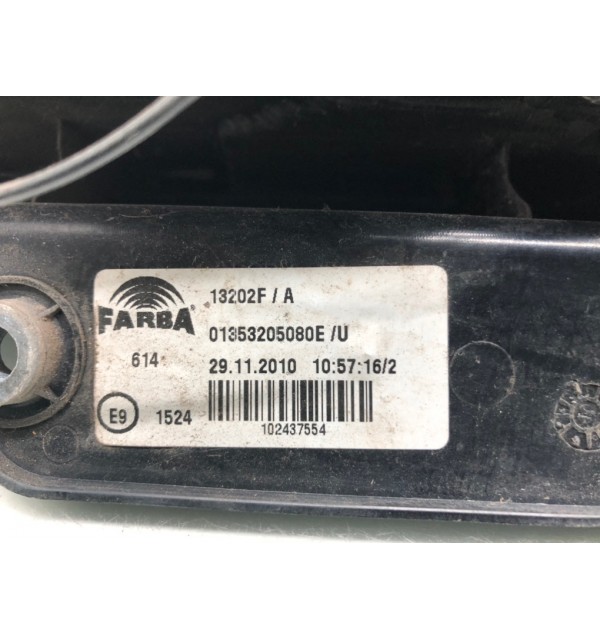 FARBA
13202F / A
01353205080E /U
614
29.11.2010 10:57:16/2
E9
1524
102437554